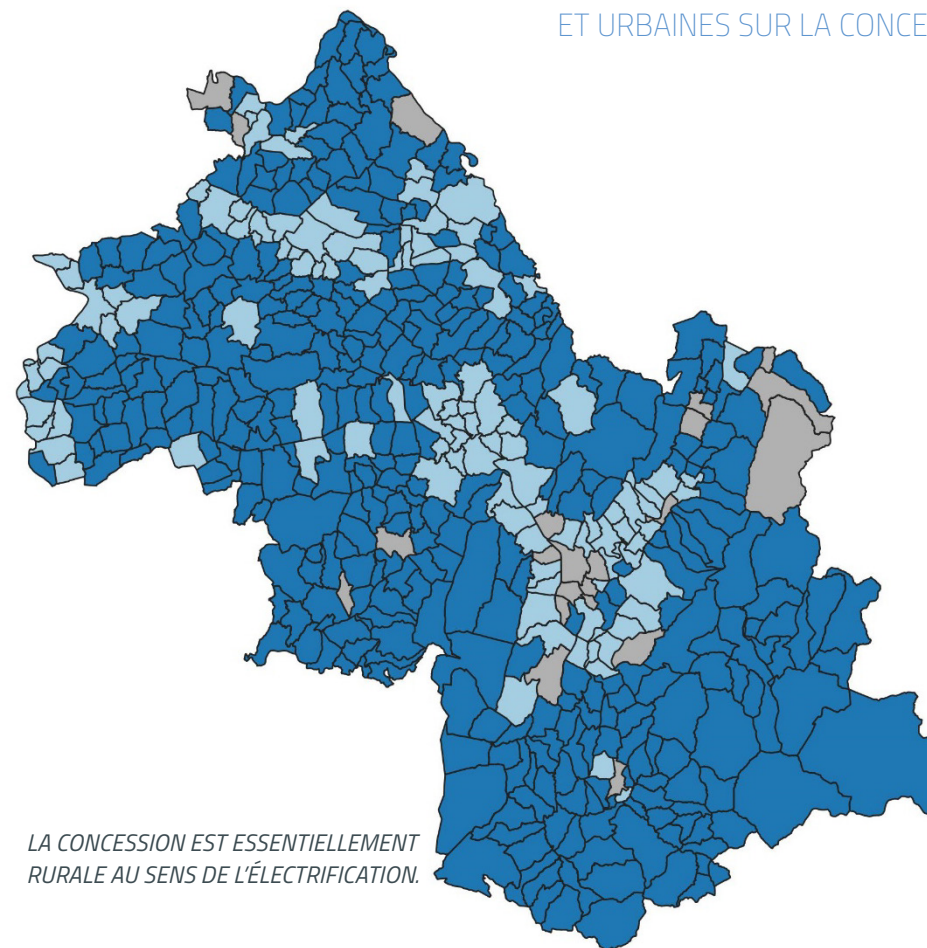 ET URBAINES SUR LA CONCE
LA CONCESSION EST ESSENTIELLEMENT
RURALE AU SENS DE L'ÉLECTRIFICATION.